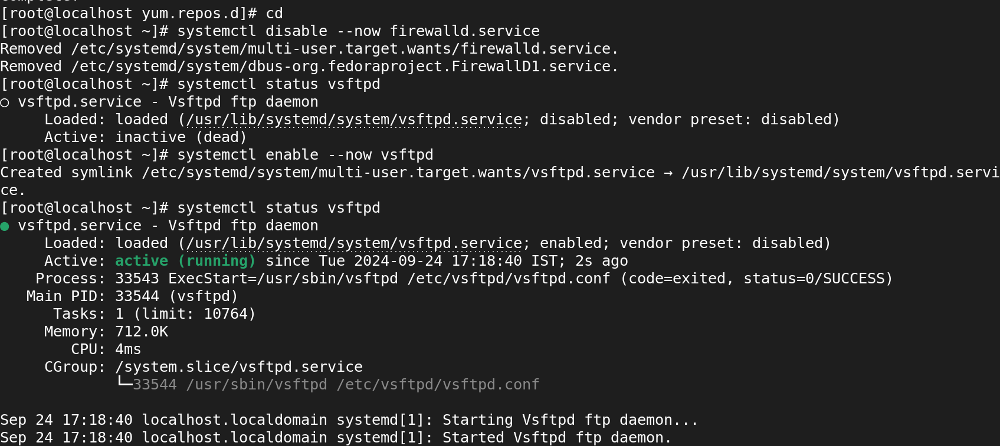 [root@localhost yum.repos.d]# cd
[root@localhost ~]# systemctl disable --now firewalld.service
Removed /etc/systemd/system/multi-user.target.wants/firewalld.service.
Removed /etc/systemd/system/dbus-org.fedoraproject.FirewallD1.service.
[root@localhost ~]# systemctl status vsftpd
○ vsftpd.service - Vsftpd ftp daemon
     Loaded: loaded (/usr/lib/systemd/system/vsftpd.service; disabled; vendor preset: disabled)
     Active: inactive (dead)
[root@localhost ~]# systemctl enable --now vsftpd
Created symlink /etc/systemd/system/multi-user.target.wants/vsftpd.service → /usr/lib/systemd/system/vsftpd.servi
ce.
[root@localhost ~]# systemctl status vsftpd
● vsftpd.service - Vsftpd ftp daemon
     Loaded: loaded (/usr/lib/systemd/system/vsftpd.service; enabled; vendor preset: disabled)
     Active: active (running) since Tue 2024-09-24 17:18:40 IST; 2s ago
    Process: 33543 ExecStart=/usr/sbin/vsftpd /etc/vsftpd/vsftpd.conf (code=exited, status=0/SUCCESS)
   Main PID: 33544 (vsftpd)
      Tasks: 1 (limit: 10764)
     Memory: 712.0K
        CPU: 4ms
     CGroup: /system.slice/vsftpd.service
             └─33544 /usr/sbin/vsftpd /etc/vsftpd/vsftpd.conf
Sep 24 17:18:40 localhost.localdomain systemd[1]: Starting Vsftpd ftp daemon...
Sep 24 17:18:40 localhost.localdomain systemd[1]: Started Vsftpd ftp daemon.